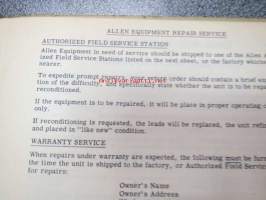 ALLEN EQUIPMENT REPAIR SERVICE
AUTHORIZED FIELD SERVICE STATION
Allen Equipment in need of service should be shipped to one of the Allen
ized Field Service Stations listed on the next sheet, or the factory whichever
nearer.
To expedite prompt your order should contain a brief
tion of the difficulty, and specifically state whether the unit is to be
reconditioned.
If the equipment is to be repaired, it will be place in proper operating
only.
If reconditioning is requested, the leads will be replaced, the unit refi
and placed in "like new" condition.
WARRANTY SERVICE
When repairs under warranty are expected, the following must be fur
the time the unit is shipped to the factory, or Authorized Field Servic
for repairs:
Owner's Name
Owner's Address